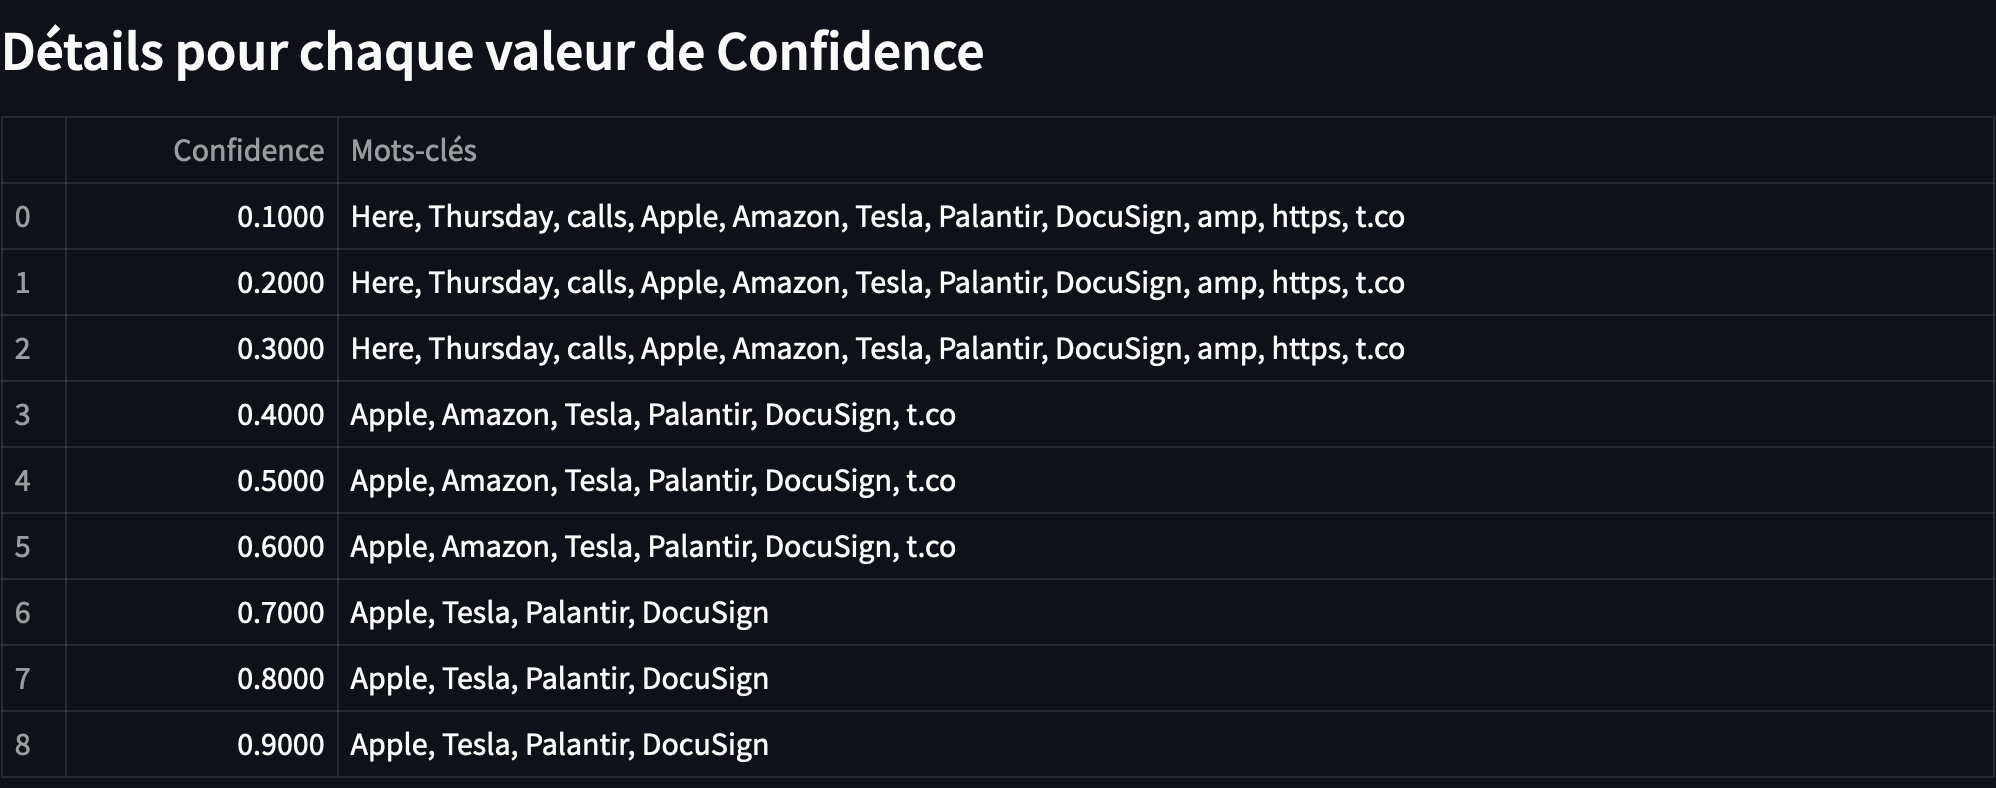 Détails pour chaque valeur de Confidence
Confidence Mots-clés
0 0.1000 Here, Thursday, calls, Apple, Amazon, Tesla, Palantir, DocuSign, amp, https, t.co
1 0.2000 Here, Thursday, calls, Apple, Amazon, Tesla, Palantir, DocuSign, amp, https, t.co
2 0.3000 Here, Thursday, calls, Apple, Amazon, Tesla, Palantir, DocuSign, amp, https, t.co
3 0.4000 Apple, Amazon, Tesla, Palantir, DocuSign, t.co
4 0.5000 Apple, Amazon, Tesla, Palantir, DocuSign, t.co
5 0.6000 Apple, Amazon, Tesla, Palantir, DocuSign, t.co
6 0.7000 Apple, Tesla, Palantir, DocuSign
7 0.8000 Apple, Tesla, Palantir, DocuSign
8 0.9000 Apple, Tesla, Palantir, DocuSign